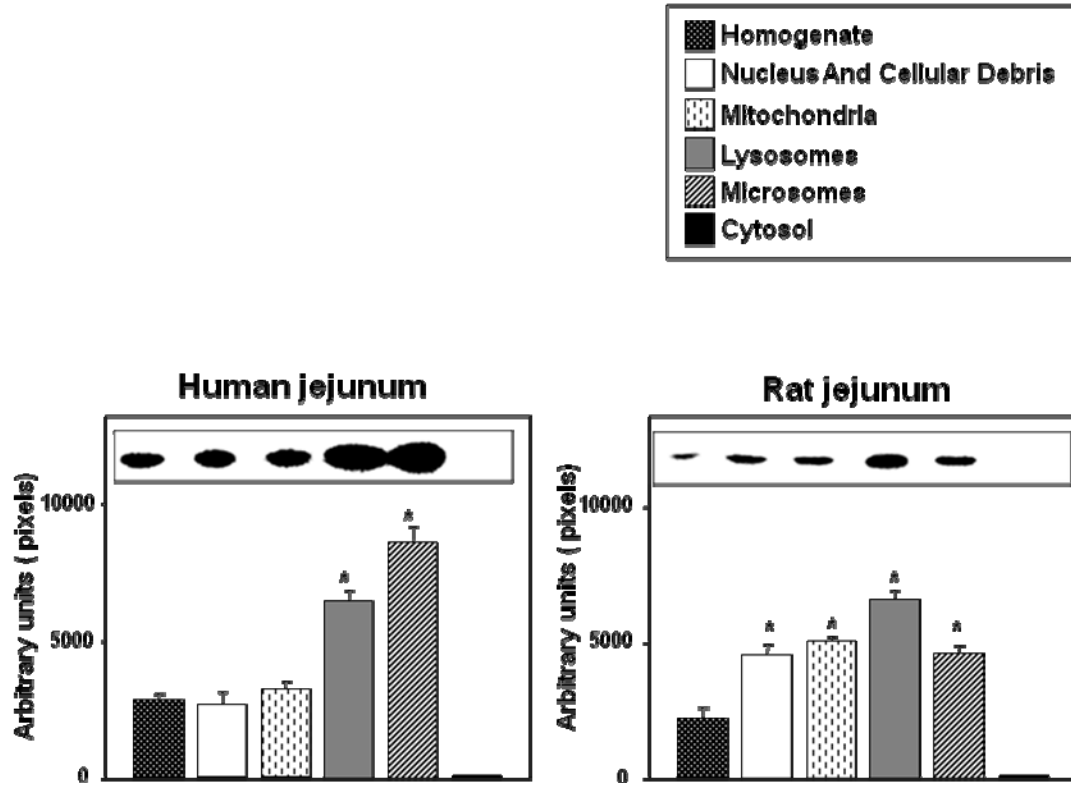 Homogenate
Nucleus And Cellular Debris
Mitochondria
Lysosomes
Microsomes
Cytosol
Human jejunum
Arbitrary units ( pixels)
10000
5000
0
*
*
Rat jejunum
Arbitrary units ( pixels)
10000
5000
0
*
*
*
*